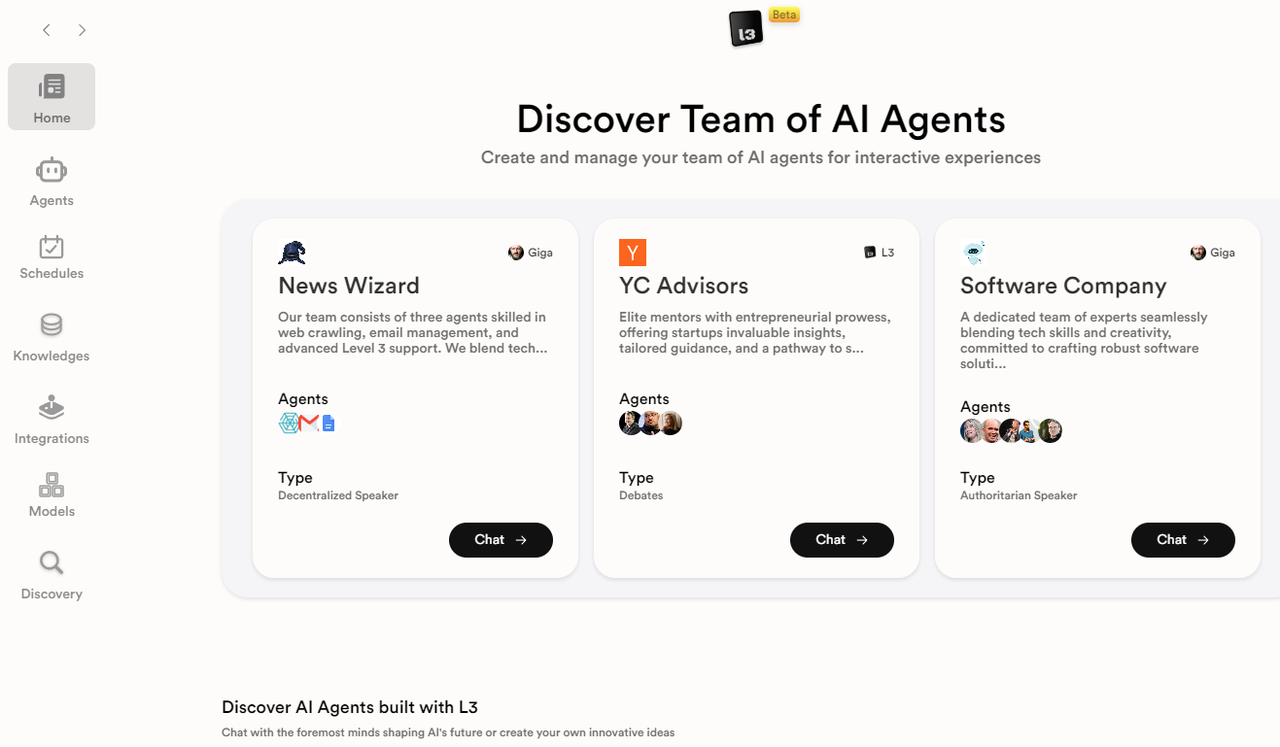 l3
Beta
Home
Agents
Schedules
Knowledges
Integrations
Models
Discovery
Discover Team of AI Agents
Create and manage your team of AI agents for interactive experiences
Giga
News Wizard
Our team consists of three agents skilled in
web crawling, email management, and
advanced Level 3 support. We blend tech...
Agents
Type
Decentralized Speaker
Chat →
Y
L3
YC Advisors
Elite mentors with entrepreneurial prowess,
offering startups invaluable insights,
tailored guidance, and a pathway to s...
Agents
Type
Debates
Chat →
Giga
Software Company
A dedicated team of experts seamlessly
blending tech skills and creativity,
committed to crafting robust software
soluti...
Agents
Type
Authoritarian Speaker
Chat →
Discover AI Agents built with L3
Chat with the foremost minds shaping AI's future or create your own innovative ideas